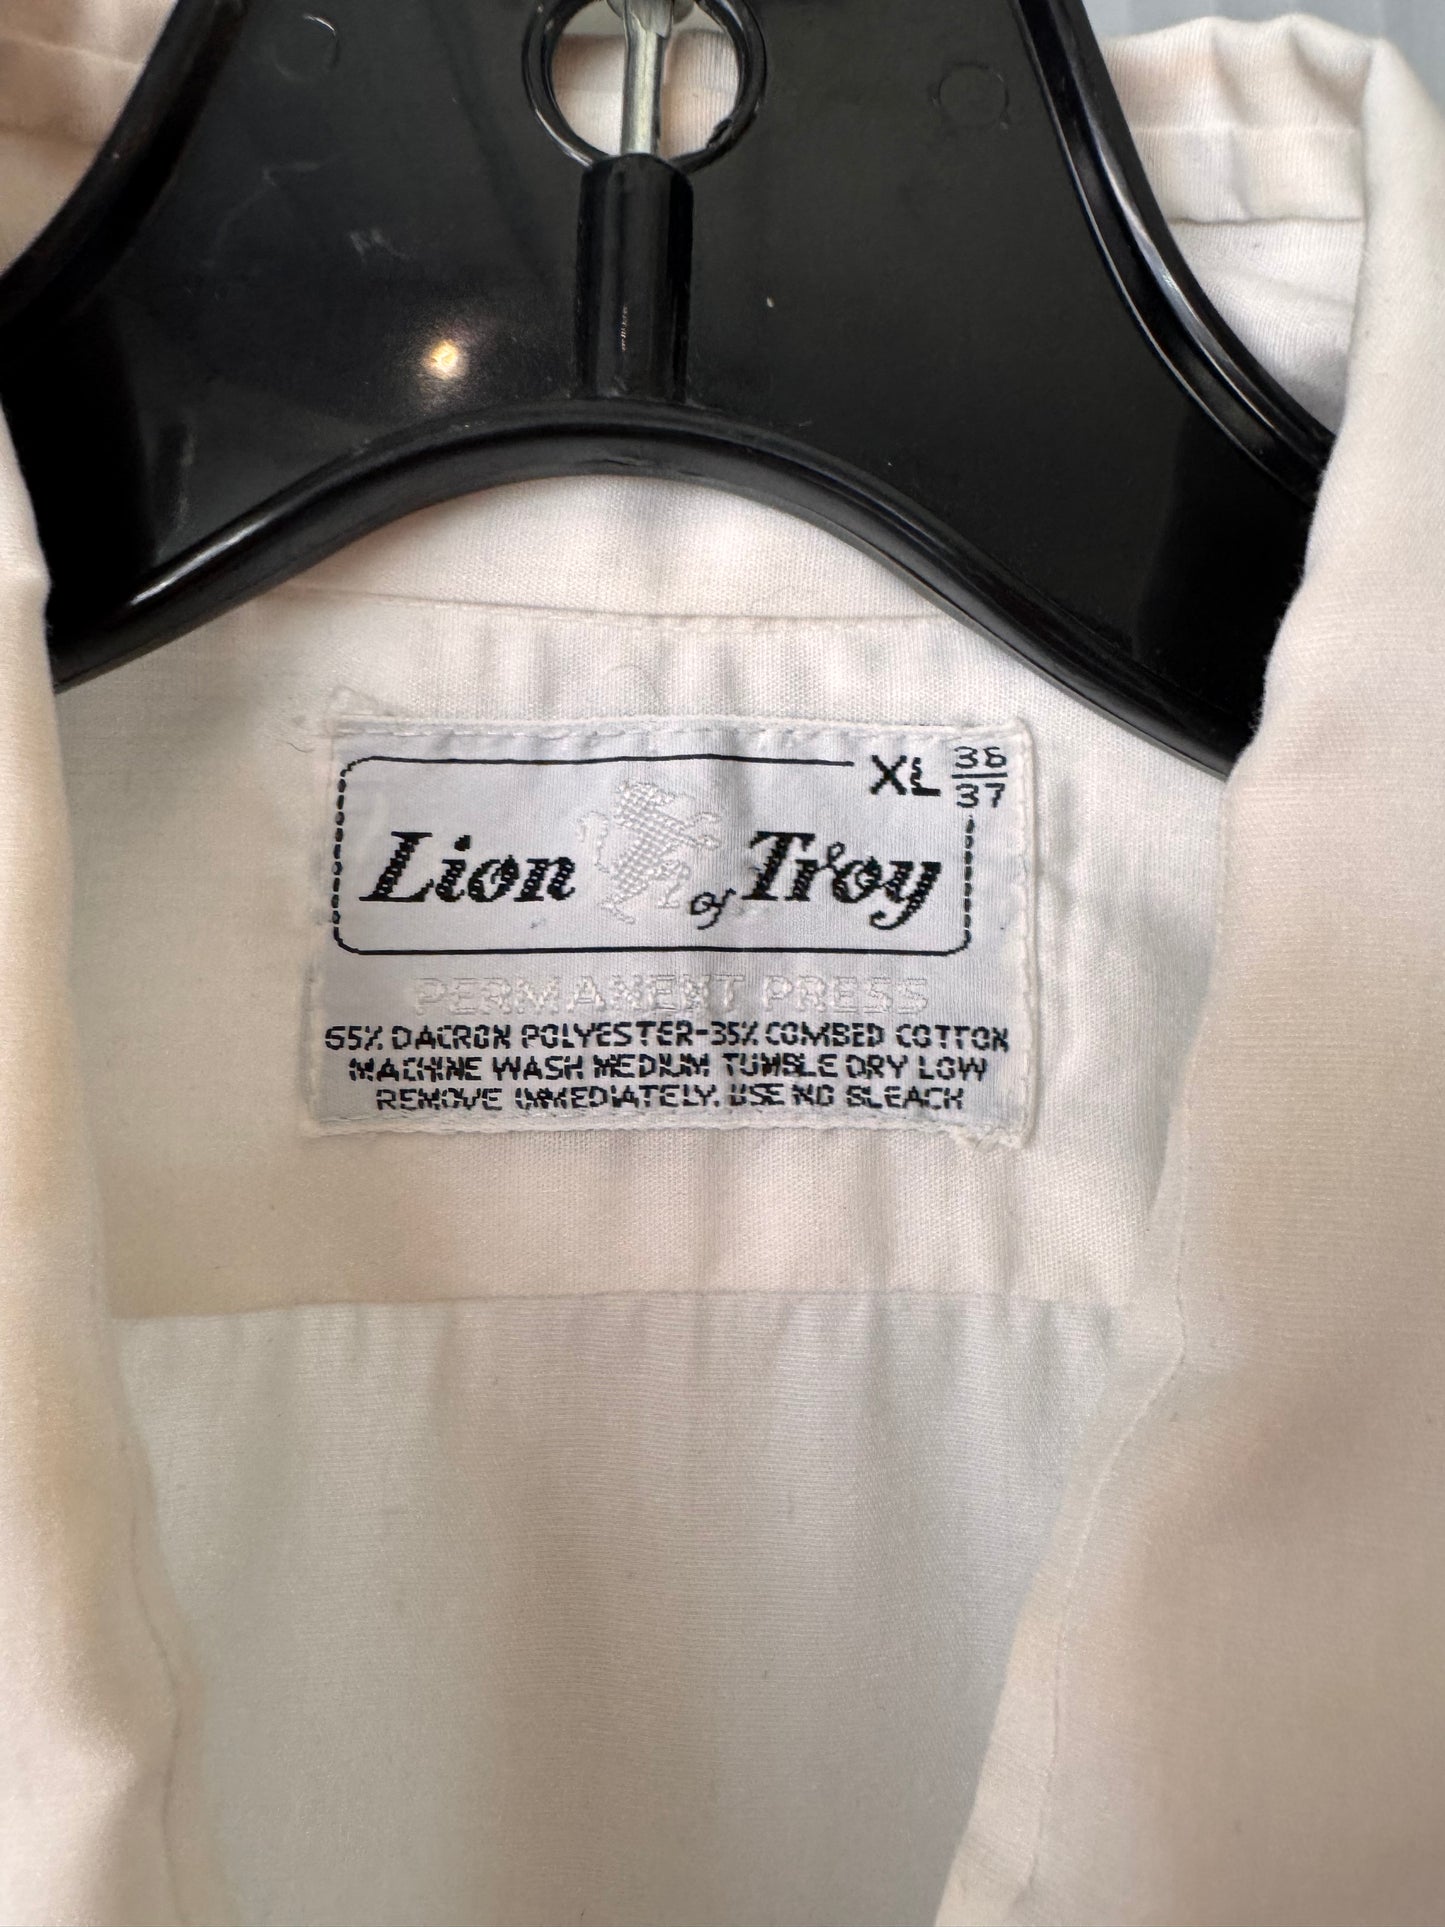 XL 36/37
Lion of Troy
PERMANENT PRESS
65% DACRON POLYESTER-35% COMBED COTTON
MACHINE WASH MEDIUM TUMBLE DRY LOW
REMOVE IMMEDIATELY. USE NO BLEACH